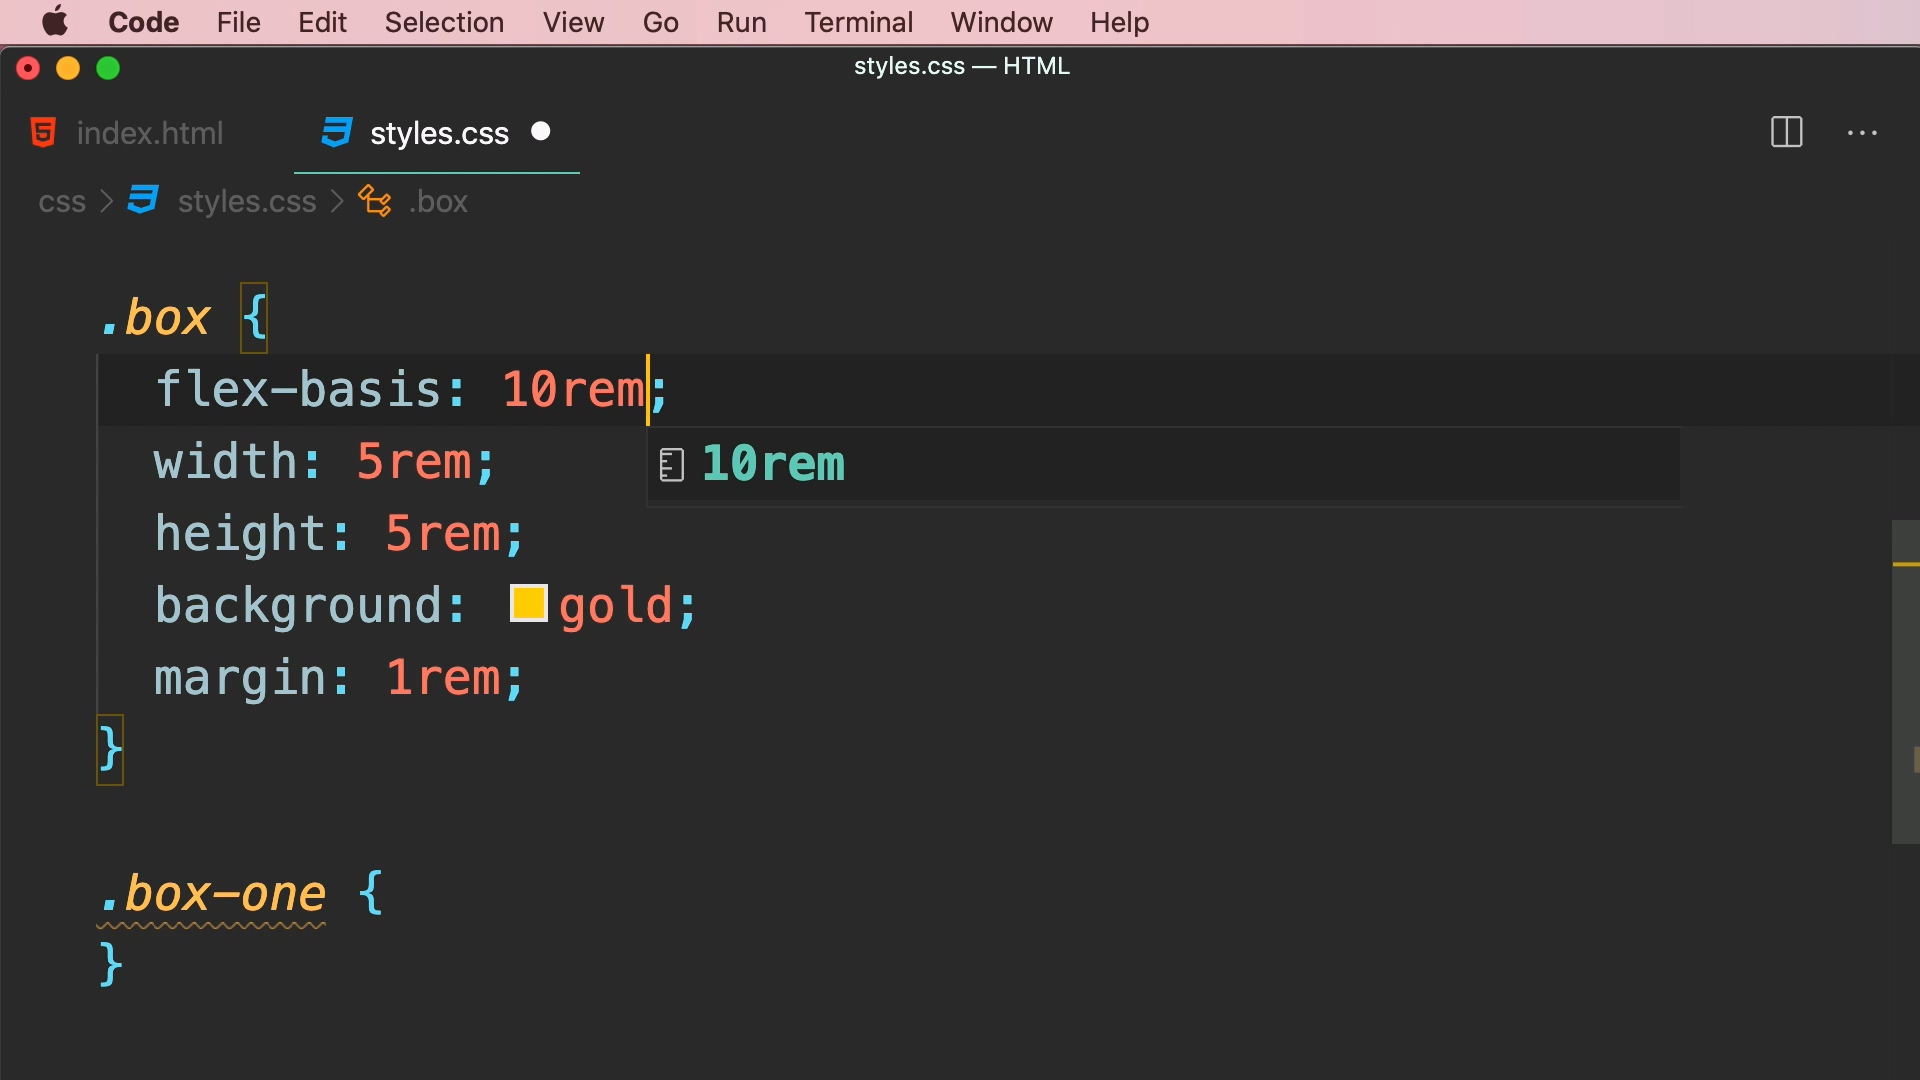 Code File Edit Selection View Go Run Terminal Window Help
styles.css — HTML
index.html styles.css
css > styles.css > .box
.box {
flex-basis: 10rem;
width: 5rem;
10rem
height: 5rem;
background: gold;
margin: 1rem;
}
.box-one {
}